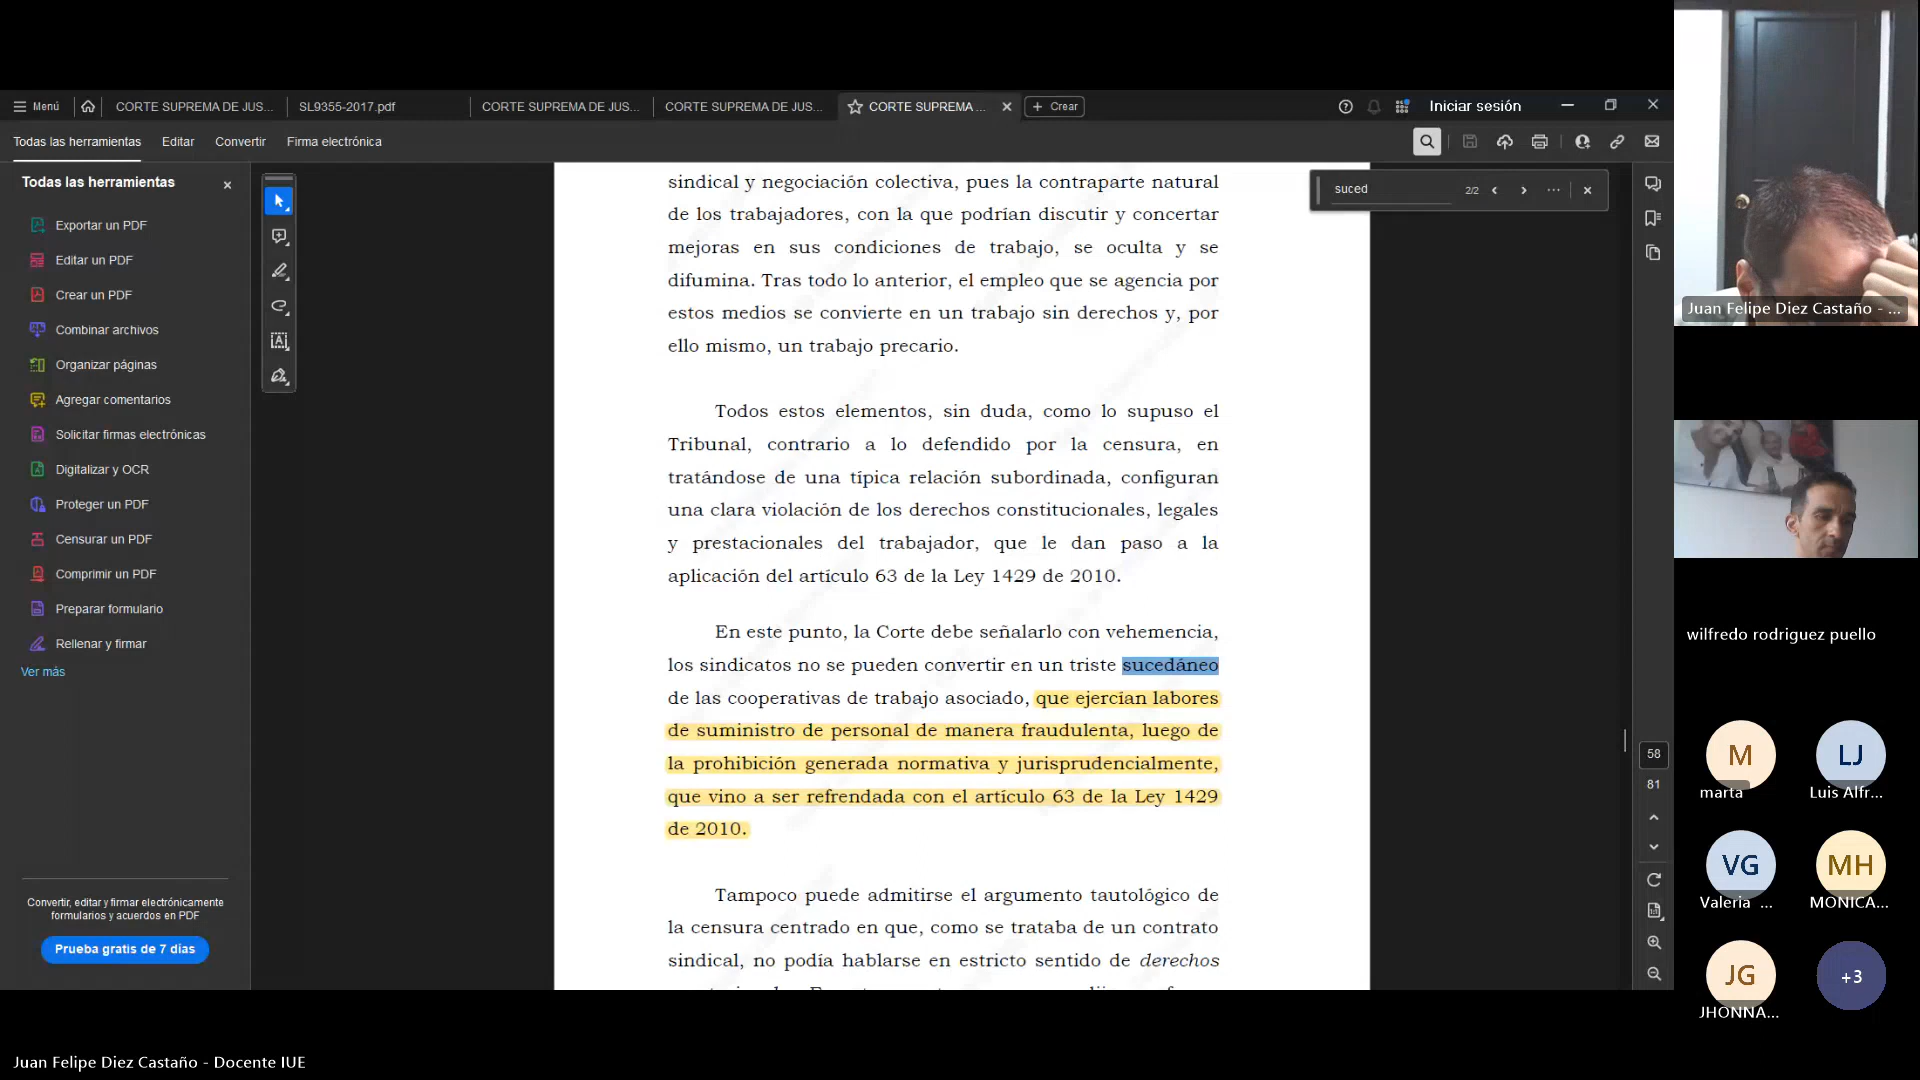 Menú
CORTE SUPREMA DE JUS...
SL9355-2017.pdf
CORTE SUPREMA DE JUS...
CORTE SUPREMA DE JUS...
CORTE SUPREMA ...
Crear
Iniciar sesión
Todas las herramientas
Editar
Convertir
Firma electrónica
Todas las herramientas
Exportar un PDF
Editar un PDF
Crear un PDF
Combinar archivos
Organizar páginas
Agregar comentarios
Solicitar firmas electrónicas
Digitalizar y OCR
Proteger un PDF
Censurar un PDF
Comprimir un PDF
Preparar formulario
Rellenar y firmar
Ver más
Convertir, editar y firmar electrónicamente
formularios y acuerdos en PDF
Prueba gratis de 7 días
suced
2/2
sindical y negociación colectiva, pues la contraparte natural
de los trabajadores, con la que podrían discutir y concertar
mejoras en sus condiciones de trabajo, se oculta y se
difumina. Tras todo lo anterior, el empleo que se agencia por
estos medios se convierte en un trabajo sin derechos y, por
ello mismo, un trabajo precario.
Todos estos elementos, sin duda, como lo supuso el
Tribunal, contrario a lo defendido por la censura, en
tratándose de una típica relación subordinada, configuran
una clara violación de los derechos constitucionales, legales
y prestacionales del trabajador, que le dan paso a la
aplicación del artículo 63 de la Ley 1429 de 2010.
En este punto, la Corte debe señalarlo con vehemencia,
los sindicatos no se pueden convertir en un triste sucedáneo
de las cooperativas de trabajo asociado, que ejercían labores
de suministro de personal de manera fraudulenta, luego de
la prohibición generada normativa y jurisprudencialmente,
que vino a ser refrendada con el artículo 63 de la Ley 1429
de 2010.
Tampoco puede admitirse el argumento tautológico de
la censura centrado en que, como se trataba de un contrato
sindical, no podía hablarse en estricto sentido de derechos
58
81
Juan Felipe Diez Castaño - ...
wilfredo rodriguez puello
M
marta
LJ
Luis Alfr...
VG
Valeria ...
MH
MONICA...
JG
JHONNA...
+3
Juan Felipe Diez Castaño - Docente IUE